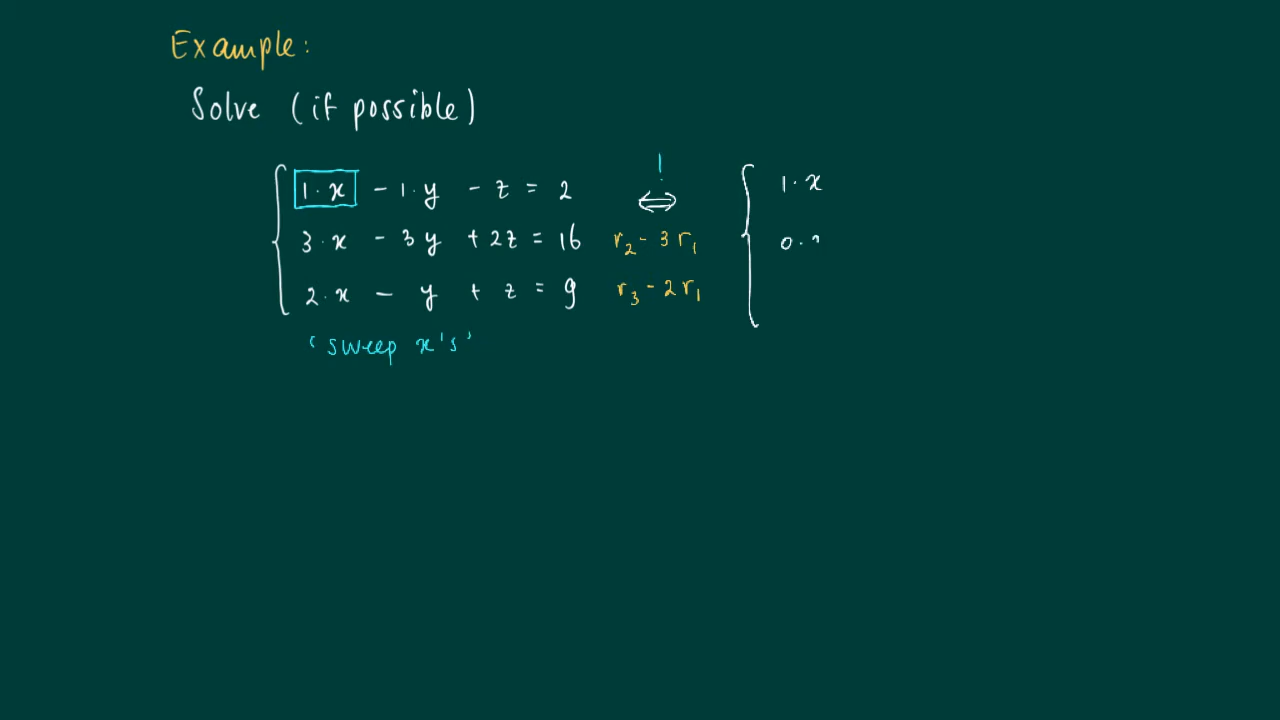 Example:
Solve (if possible)
1·x - 1·y - z = 2 ! ⇔ 1·x
3·x - 3y + 2z = 16 r₂ - 3r₁ 0·
2·x - y + z = 9 r₃ - 2r₁
'sweep x's'